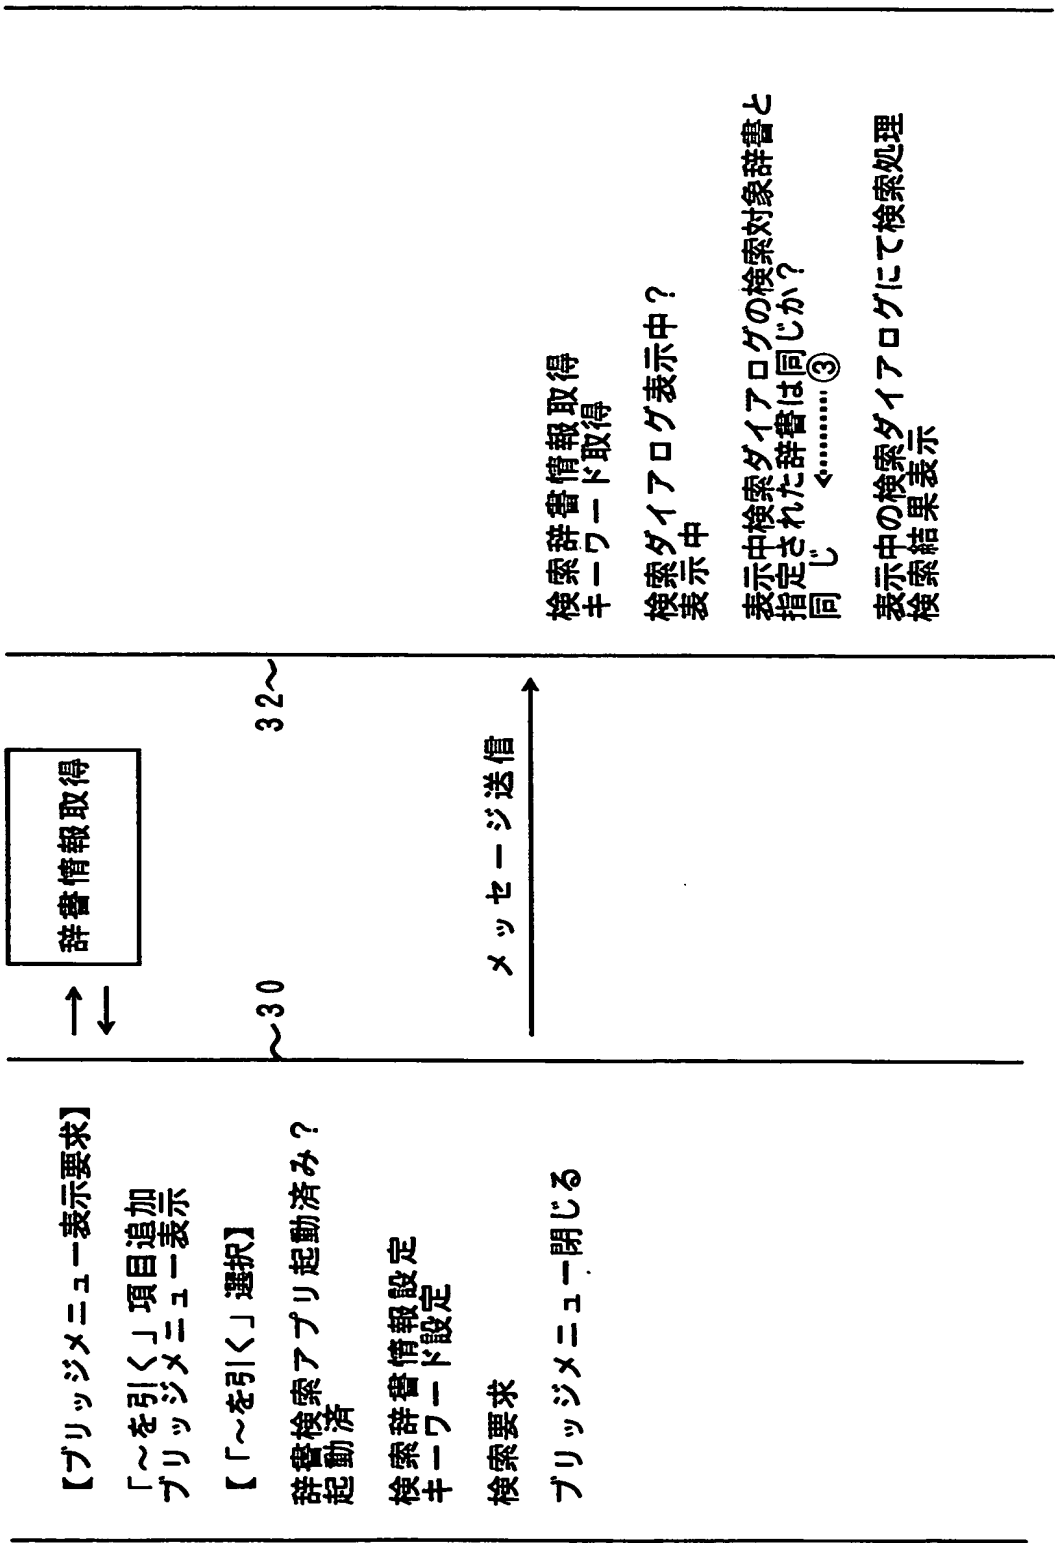 【ブリッジメニュー表示要求】
「～を引く」項目追加
ブリッジメニュー表示
【「～を引く」選択】
辞書検索アプリ起動済み？
起動済
検索辞書情報設定
キーワード設定
検索要求
ブリッジメニュー閉じる
→
←
辞書情報取得
～30
32～
メッセージ送信
検索辞書情報取得
キーワード取得
検索ダイアログ表示中？
表示中
表示中検索ダイアログの検索対象辞書と
指定された辞書は同じか？
同じ ③
表示中の検索ダイアログにて検索処理
検索結果表示